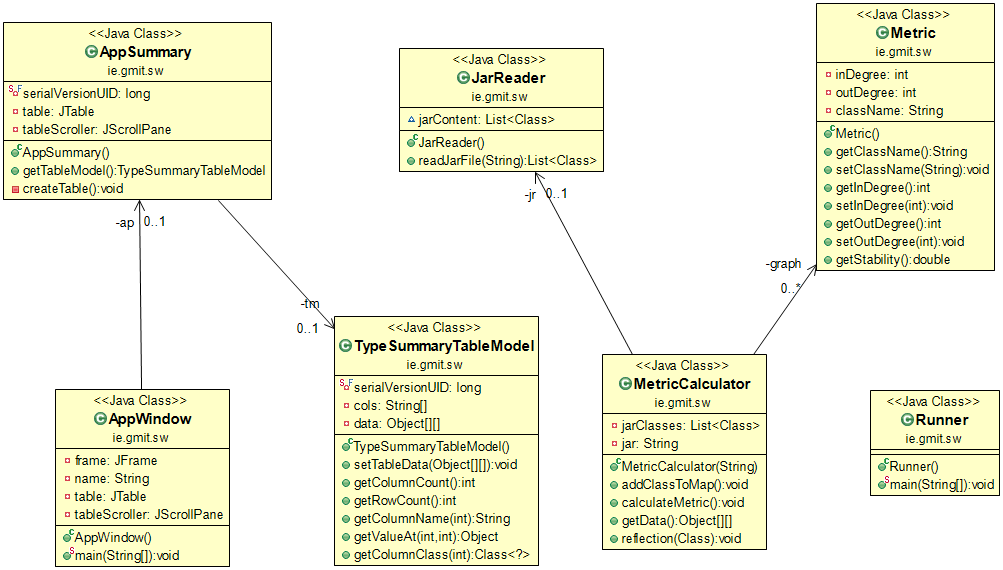 <<Java Class>>
AppSummary
ie.gmit.sw
serialVersionUID: long
table: JTable
tableScroller: JScrollPane
AppSummary()
getTableModel():TypeSummaryTableModel
createTable():void
<<Java Class>>
JarReader
ie.gmit.sw
jarContent: List<Class>
JarReader()
readJarFile(String):List<Class>
<<Java Class>>
Metric
ie.gmit.sw
inDegree: int
outDegree: int
className: String
Metric()
getClassName():String
setClassName(String):void
getInDegree():int
setInDegree(int):void
getOutDegree():int
setOutDegree(int):void
getStability():double
-ap 0..1
-jr 0..1
-graph
0..*
-tm
0..1
<<Java Class>>
AppWindow
ie.gmit.sw
frame: JFrame
name: String
table: JTable
tableScroller: JScrollPane
AppWindow()
main(String[]):void
<<Java Class>>
TypeSummaryTableModel
ie.gmit.sw
serialVersionUID: long
cols: String[]
data: Object[][]
TypeSummaryTableModel()
setTableData(Object[][]):void
getColumnCount():int
getRowCount():int
getColumnName(int):String
getValueAt(int,int):Object
getColumnClass(int):Class<?>
<<Java Class>>
MetricCalculator
ie.gmit.sw
jarClasses: List<Class>
jar: String
MetricCalculator(String)
addClassToMap():void
calculateMetric():void
getData():Object[][]
reflection(Class):void
<<Java Class>>
Runner
ie.gmit.sw
Runner()
main(String[]):void